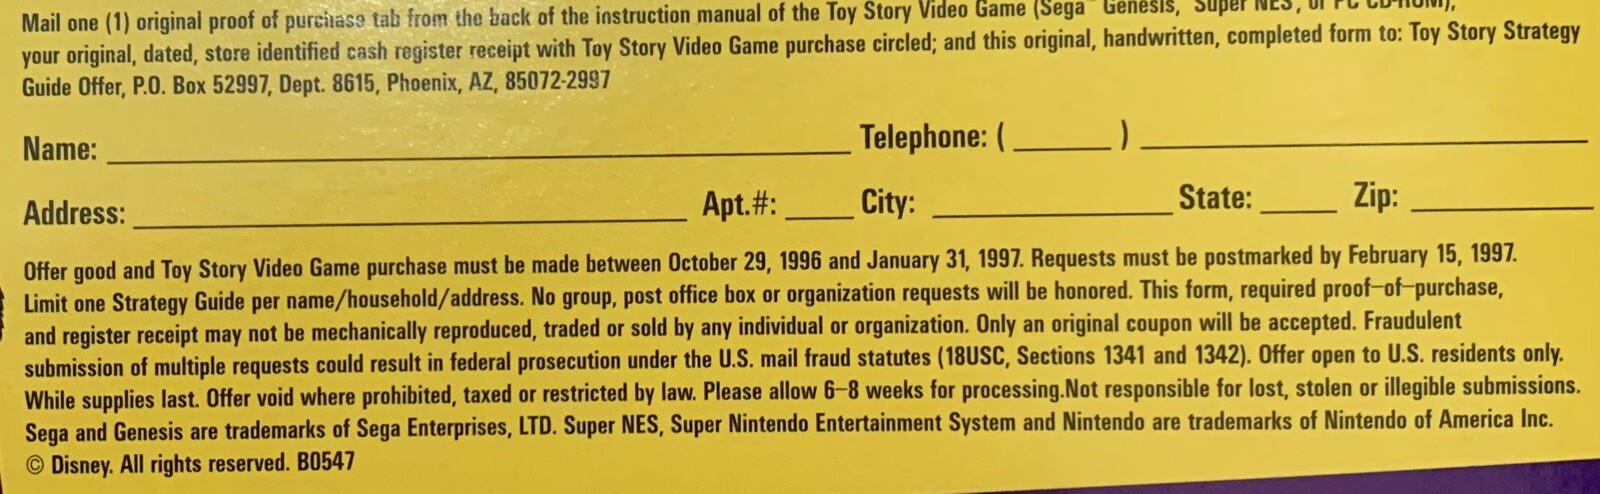 Mail one (1) original proof of purchase tab from the back of the instruction manual of the Toy Story Video Game (Sega Genesis, Super NES, or PC CD-ROM),
your original, dated, store identified cash register receipt with Toy Story Video Game purchase circled; and this original, handwritten, completed form to: Toy Story Strategy
Guide Offer, P.O. Box 52997, Dept. 8615, Phoenix, AZ, 85072-2997
Name: Telephone: ( )
Address: Apt.#: City: State: Zip:
Offer good and Toy Story Video Game purchase must be made between October 29, 1996 and January 31, 1997. Requests must be postmarked by February 15, 1997.
Limit one Strategy Guide per name/household/address. No group, post office box or organization requests will be honored. This form, required proof-of-purchase,
and register receipt may not be mechanically reproduced, traded or sold by any individual or organization. Only an original coupon will be accepted. Fraudulent
submission of multiple requests could result in federal prosecution under the U.S. mail fraud statutes (18USC, Sections 1341 and 1342). Offer open to U.S. residents only.
While supplies last. Offer void where prohibited, taxed or restricted by law. Please allow 6-8 weeks for processing.Not responsible for lost, stolen or illegible submissions.
Sega and Genesis are trademarks of Sega Enterprises, LTD. Super NES, Super Nintendo Entertainment System and Nintendo are trademarks of Nintendo of America Inc.
© Disney. All rights reserved. B0547